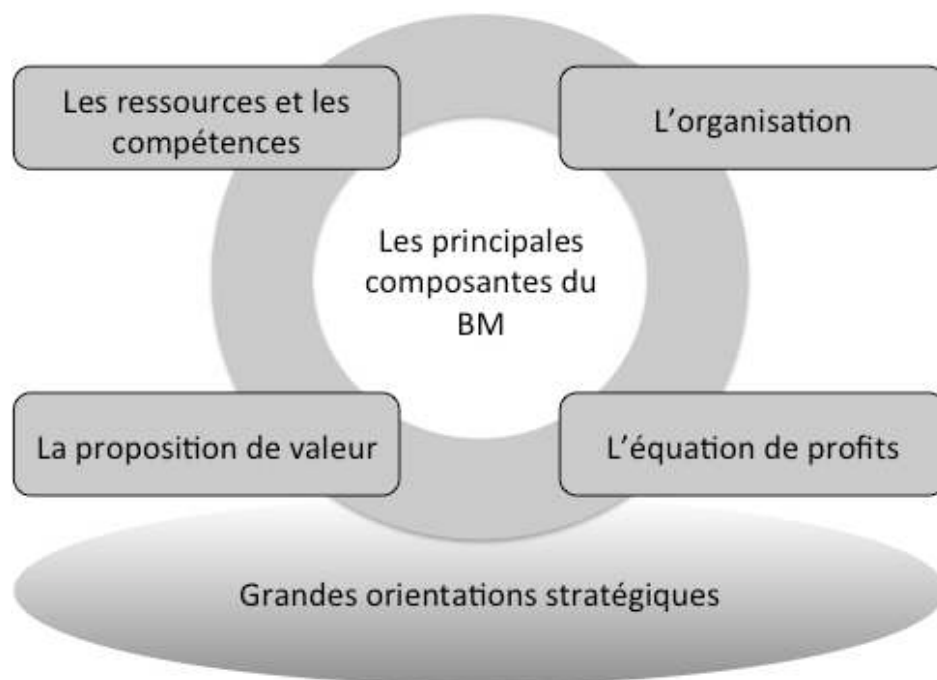 Les ressources et les
compétences
L'organisation
Les principales
composantes du
BM
La proposition de valeur
L'équation de profits
Grandes orientations stratégiques